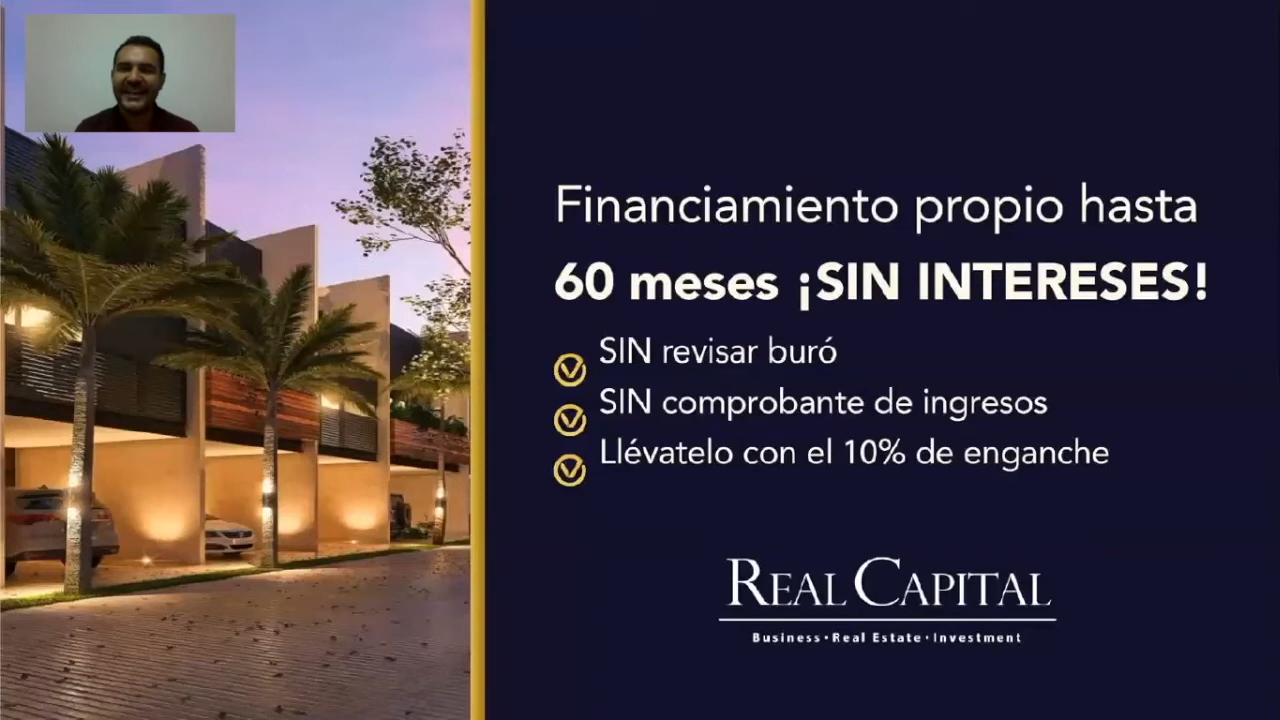 Financiamiento propio hasta
60 meses ¡SIN INTERESES!
SIN revisar buró
SIN comprobante de ingresos
Llévatelo con el 10% de enganche
REAL CAPITAL
Business • Real Estate • Investment